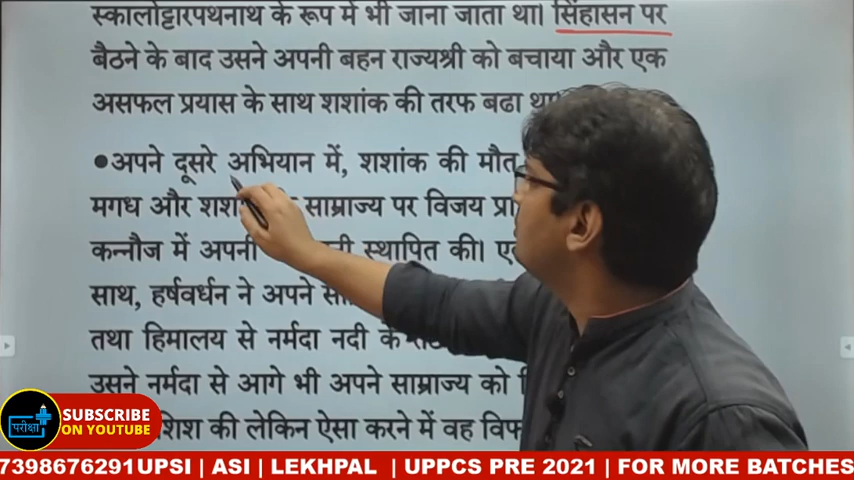 स्कालोट्टारपथनाथ के रूप में भी जाना जाता था। सिंहासन पर
बैठने के बाद उसने अपनी बहन राज्यश्री को बचाया और एक
असफल प्रयास के साथ शशांक की तरफ बढा था
●अपने दूसरे अभियान में, शशांक की मौत
मगध और साम्राज्य पर विजय
कन्नौज में अपनी स्थापित की।
साथ, हर्षवर्धन ने अपने
तथा हिमालय से नर्मदा नदी के
उसने नर्मदा से आगे भी अपने साम्राज्य को
की लेकिन ऐसा करने में वह
परीक्षा
SUBSCRIBE
ON YOUTUBE
7398676291UPSI | ASI | LEKHPAL | UPPCS PRE 2021 | FOR MORE BATCHES